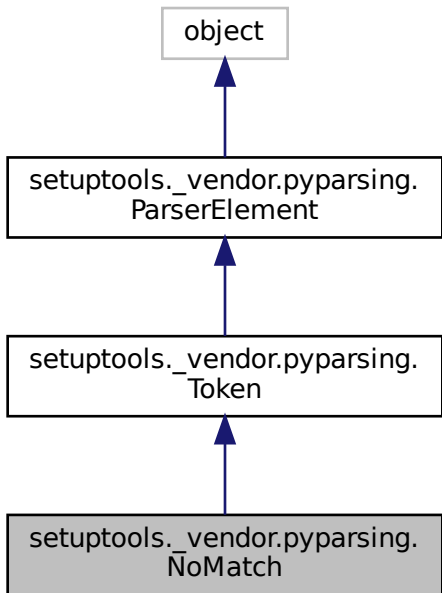 object
setuptools._vendor.pyparsing.
ParserElement
setuptools._vendor.pyparsing.
Token
setuptools._vendor.pyparsing.
NoMatch